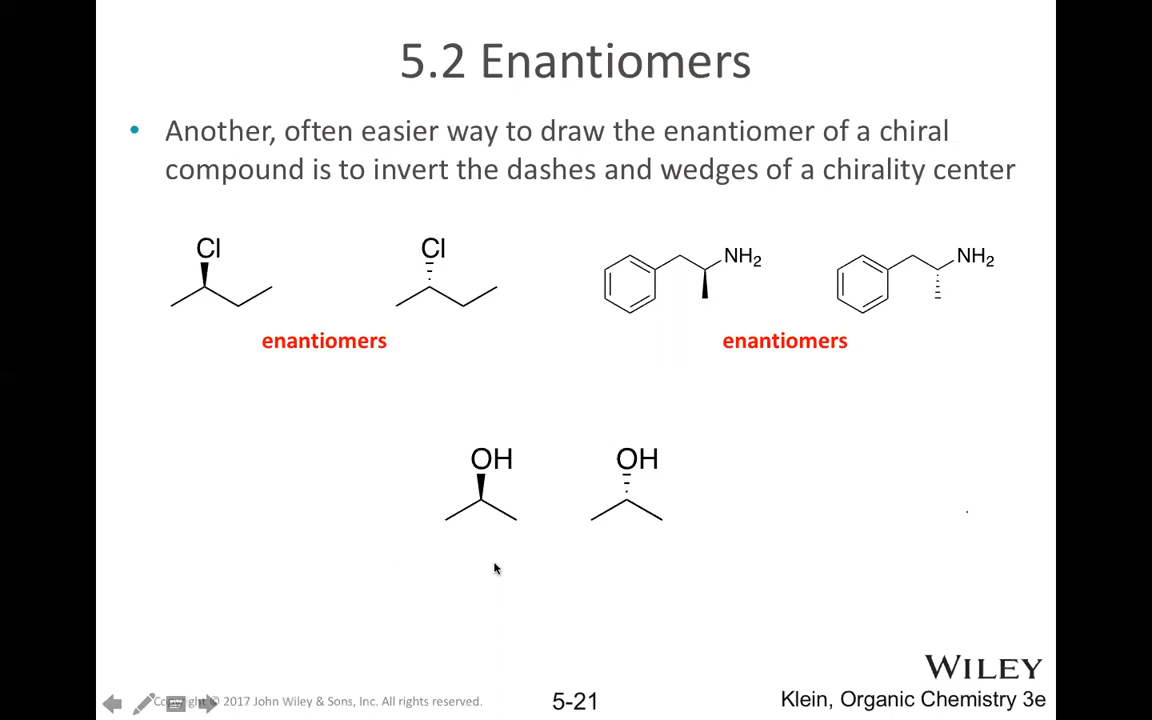 5.2 Enantiomers
• Another, often easier way to draw the enantiomer of a chiral
compound is to invert the dashes and wedges of a chirality center
Cl Cl NH2 NH2
enantiomers enantiomers
OH OH
WILEY
Copyright © 2017 John Wiley & Sons, Inc. All rights reserved. 5-21 Klein, Organic Chemistry 3e